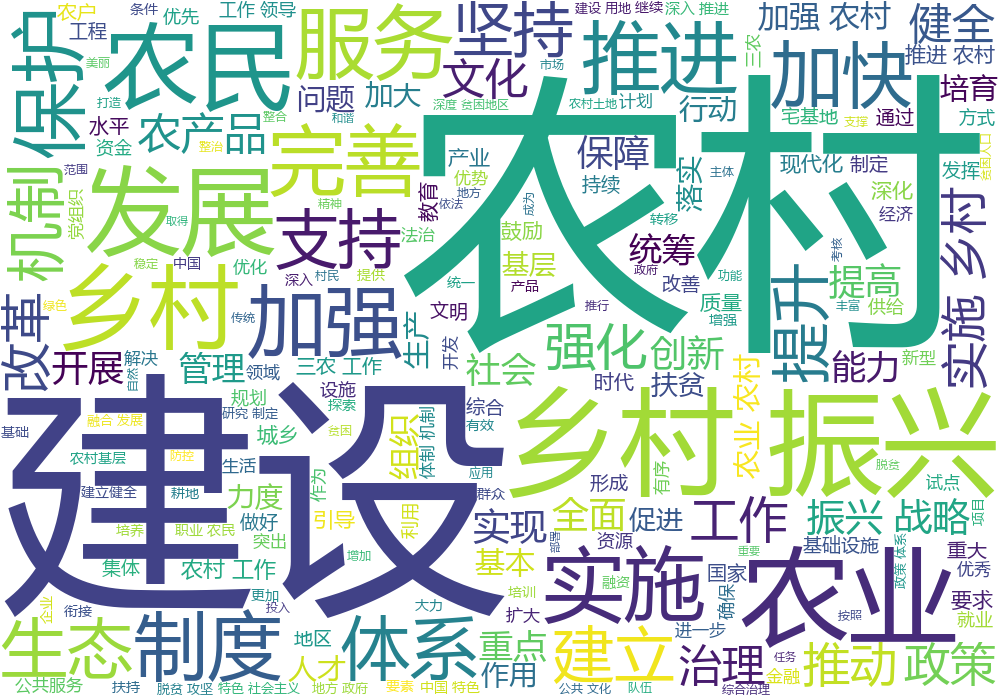 农户
条件
优先
工作 领导
建设 用地 继续
深入 推进
加强 农村
健全
工程
美丽
保护
农民
服务
坚持
推进
三农
加快
推进 农村
文化
市场
培育
打造
问题
加大
深度 贫困地区
农村土地
计划
行动
宅基地
支撑
通过
方式
水平
整合
和谐
农产品
资金
整治
完善
农村
保障
现代化
制定
贫困人口
范围
产业
优势
落实
主体
发挥
机制
发展
教育
地方
持续
深化
党组织
精神
依法
成为
经济
取得
支持
法治
鼓励
转移
统筹
考核
乡村
稳定
中国
优化
深入
村民
提供
统一
基层
产品
政府
改善
功能
提高
实施 乡村
绿色
乡村
传统
加强
生产
文明
推行
质量
增强
提升
丰富
供给
改革
开展
解决
自然
管理
领域
三农 工作
开发
强化
创新
能力
新型
社会
规划
设施
探索
时代
扶贫
农业 农村
建设
融合 发展
研究 制定
综合
有效
乡村 振兴
基础
城乡
贫困
组织
体制 机制
农村基层
防控
生活
作为
应用
形成
有序
脱贫
建立健全
耕地
力度
利用
群众
试点
培养
职业 农民
做好
突出
引导
实现
部署
全面
资源
促进
工作
振兴 战略
项目
增加
基本
重要
基础设施
政策 体系
重大
集体
农村 工作
培训
融资
实施
国家
农业
优秀
企业
衔接
更加
投入
大力
扩大
确保
要求
按照
就业
生态
制度
体系
重点
建立
进一步
治理
推动
政策
地区
人才
作用
任务
金融
公共服务
扶持
脱贫 攻坚
特色 社会主义
地方 政府
要素
中国 特色
公共 文化
队伍
综合治理